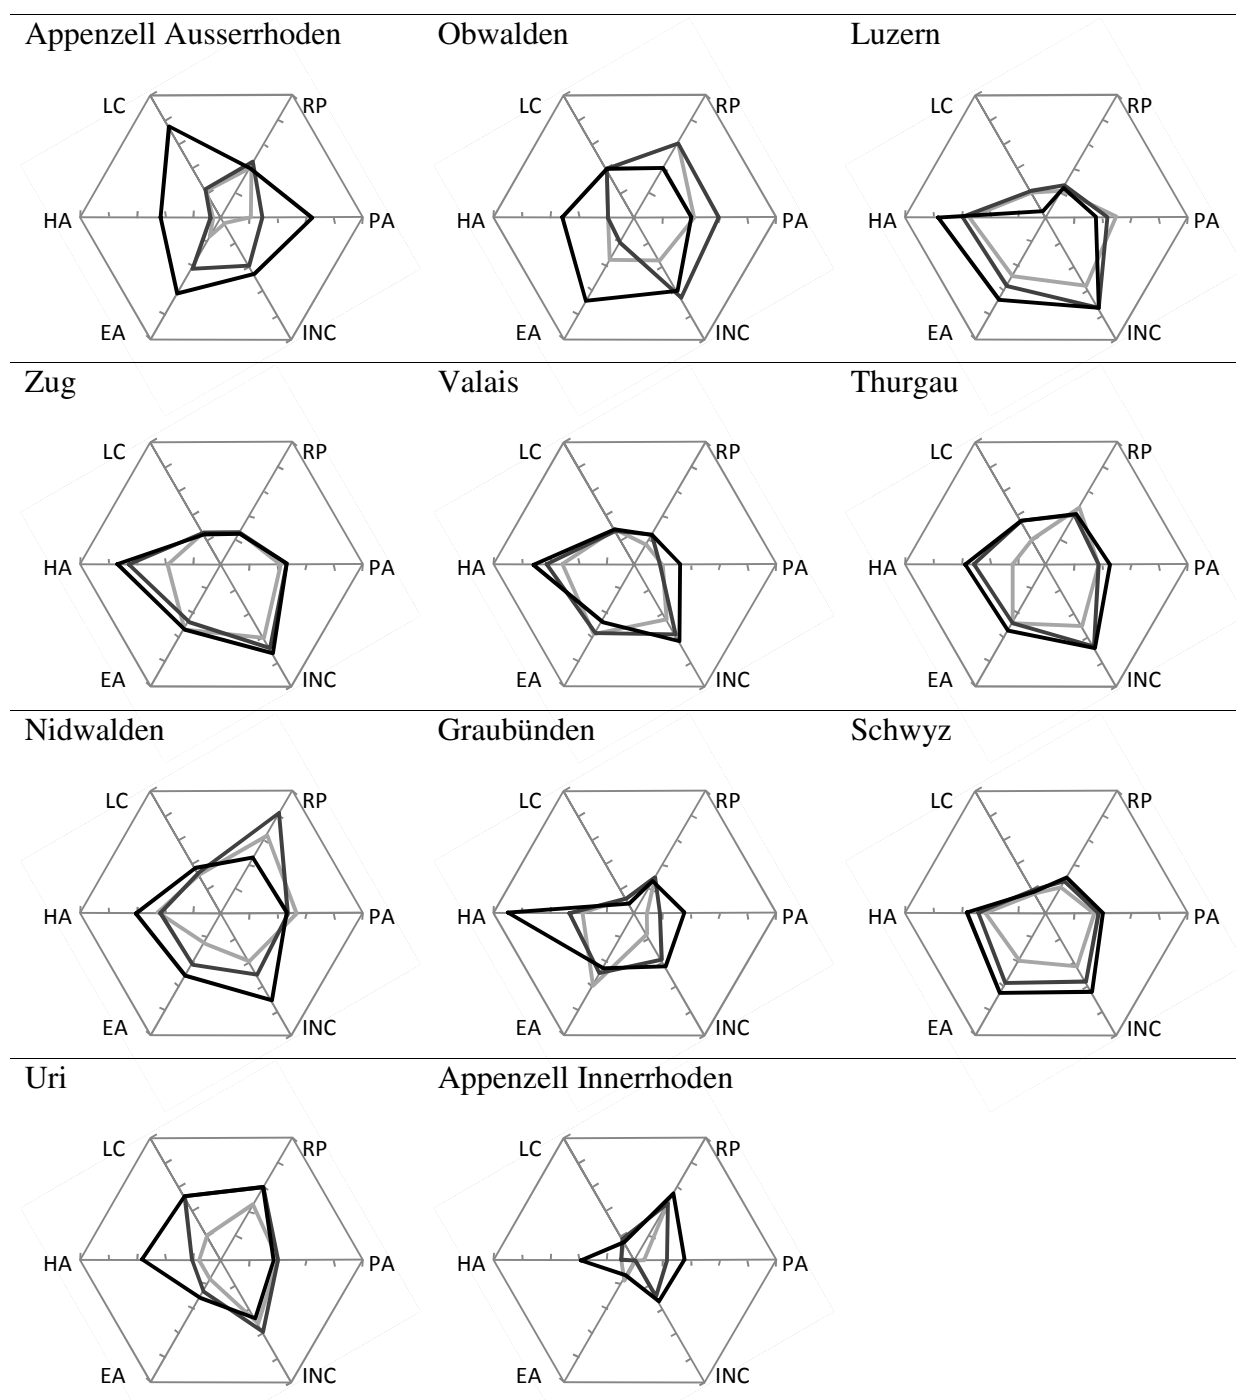 Appenzell Ausserrhoden
Obwalden
Luzern
LC
RP
HA
PA
EA
INC
LC
RP
HA
PA
EA
INC
LC
RP
HA
PA
EA
INC
Zug
Valais
Thurgau
LC
RP
HA
PA
EA
INC
LC
RP
HA
PA
EA
INC
LC
RP
HA
PA
EA
INC
Nidwalden
Graubünden
Schwyz
LC
RP
HA
PA
EA
INC
LC
RP
HA
PA
EA
INC
LC
RP
HA
PA
EA
INC
Uri
Appenzell Innerrhoden
LC
RP
HA
PA
EA
INC
LC
RP
HA
PA
EA
INC